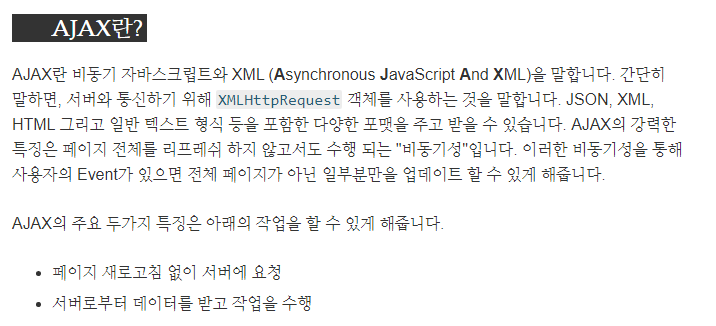 AJAX란?
AJAX란 비동기 자바스크립트와 XML (Asynchronous JavaScript And XML)을 말합니다. 간단히
말하면, 서버와 통신하기 위해 XMLHttpRequest 객체를 사용하는 것을 말합니다. JSON, XML,
HTML 그리고 일반 텍스트 형식 등을 포함한 다양한 포맷을 주고 받을 수 있습니다. AJAX의 강력한
특징은 페이지 전체를 리프레쉬 하지 않고서도 수행 되는 "비동기성"입니다. 이러한 비동기성을 통해
사용자의 Event가 있으면 전체 페이지가 아닌 일부분만을 업데이트 할 수 있게 해줍니다.
AJAX의 주요 두가지 특징은 아래의 작업을 할 수 있게 해줍니다.
• 페이지 새로고침 없이 서버에 요청
• 서버로부터 데이터를 받고 작업을 수행